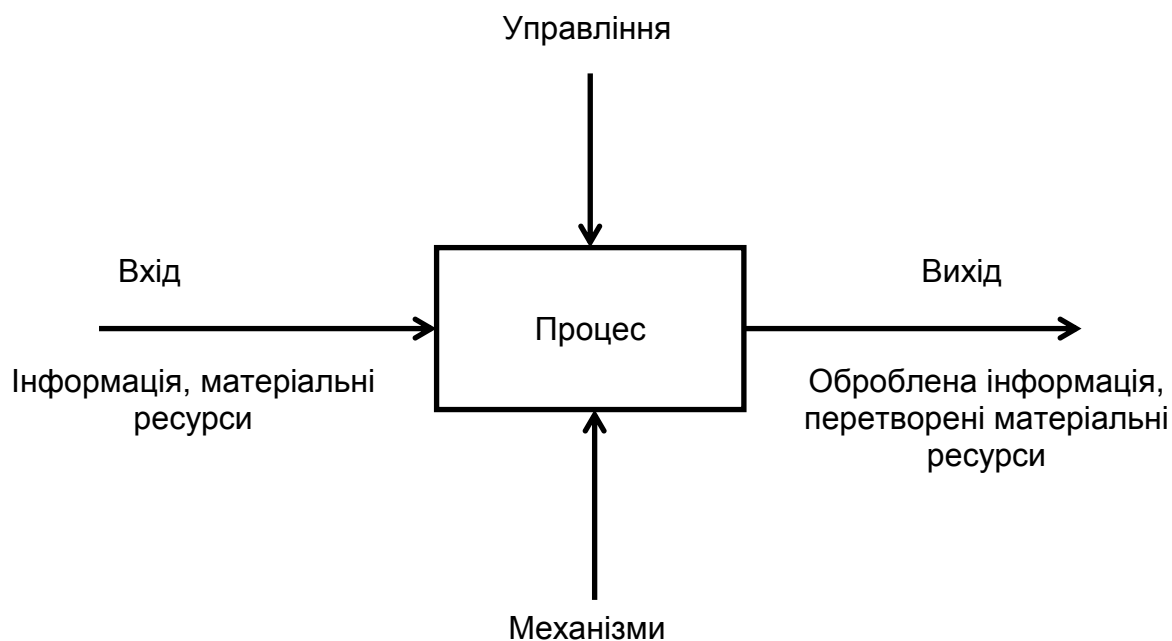 Управління
Вхід
Вихід
Процес
Інформація, матеріальні
ресурси
Оброблена інформація,
перетворені матеріальні
ресурси
Механізми